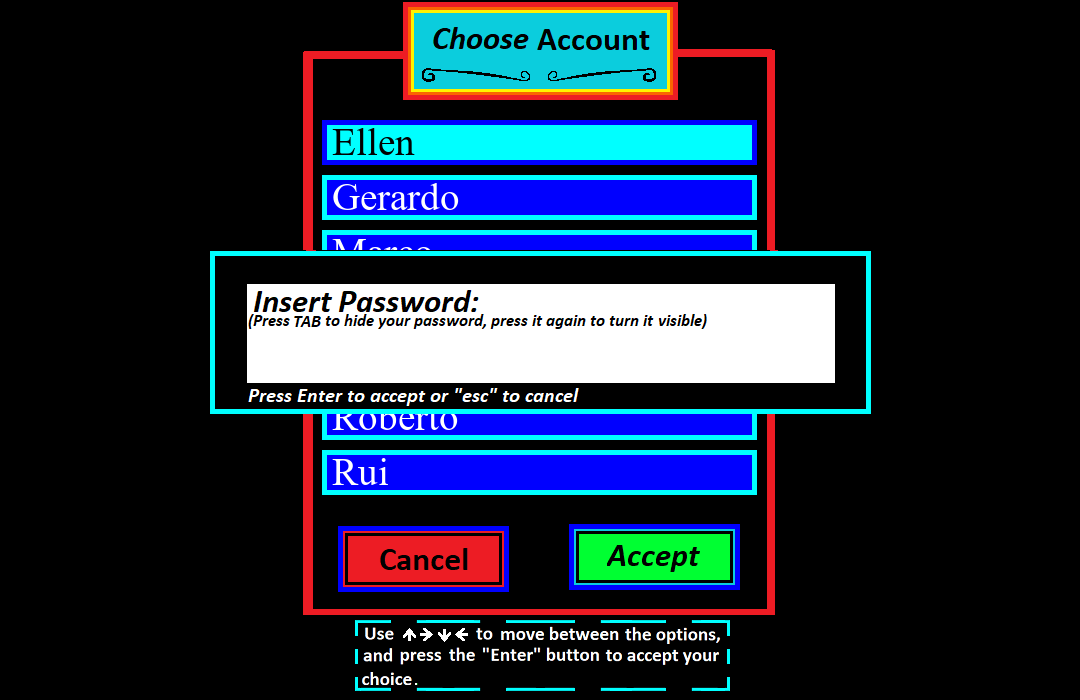 Choose Account
Ellen
Gerardo
Marco
Insert Password:
(Press TAB to hide your password, press it again to turn it visible)
Press Enter to accept or "esc" to cancel
Roberto
Rui
Cancel
Accept
Use ↑→↓← to move between the options,
and press the "Enter" button to accept your
choice.